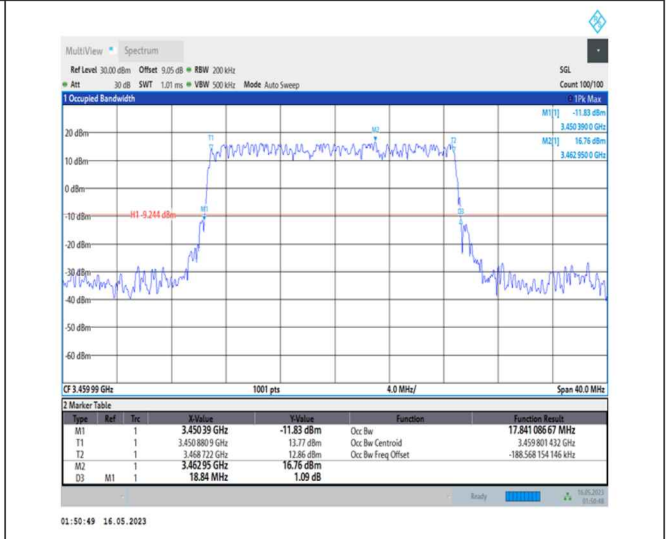 MultiView Spectrum
Ref Level 30.00 dBm Offset 9.05 dB RBW 200 kHz SGL
Att 30 dB SWT 1.01 ms VBW 500 kHz Mode Auto Sweep Count 100/100
1 Occupied Bandwidth 1Pk Max
M1[1] -11.83 dBm
3.450 390 0 GHz
M2[1] 16.76 dBm
3.462 950 0 GHz
20 dBm
T1
M2
T2
10 dBm
0 dBm
M1
D3
-10 dBm
H1 -9.244 dBm
-20 dBm
-30 dBm
-40 dBm
-50 dBm
-60 dBm
CF 3.459 99 GHz 1001 pts 4.0 MHz/ Span 40.0 MHz
2 Marker Table
Type Ref Trc X-Value Y-Value Function Function Result
M1 1 3.450 39 GHz -11.83 dBm Occ Bw 17.841 086 67 MHz
T1 1 3.450 880 9 GHz 13.77 dBm Occ Bw Centroid 3.459 801 432 GHz
T2 1 3.468 722 GHz 12.86 dBm Occ Bw Freq Offset -188.568 154 146 kHz
M2 1 3.462 95 GHz 16.76 dBm
D3 M1 1 18.84 MHz 1.09 dB
Ready 16.05.2023
01:50:48
01:50:49 16.05.2023